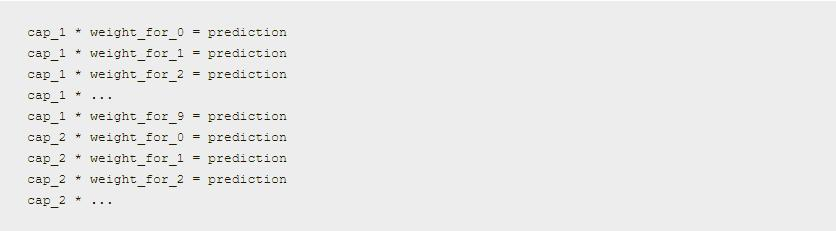 cap_1 * weight_for_0 = prediction
cap_1 * weight_for_1 = prediction
cap_1 * weight_for_2 = prediction
cap_1 * ...
cap_1 * weight_for_9 = prediction
cap_2 * weight_for_0 = prediction
cap_2 * weight_for_1 = prediction
cap_2 * weight_for_2 = prediction
cap_2 * ...